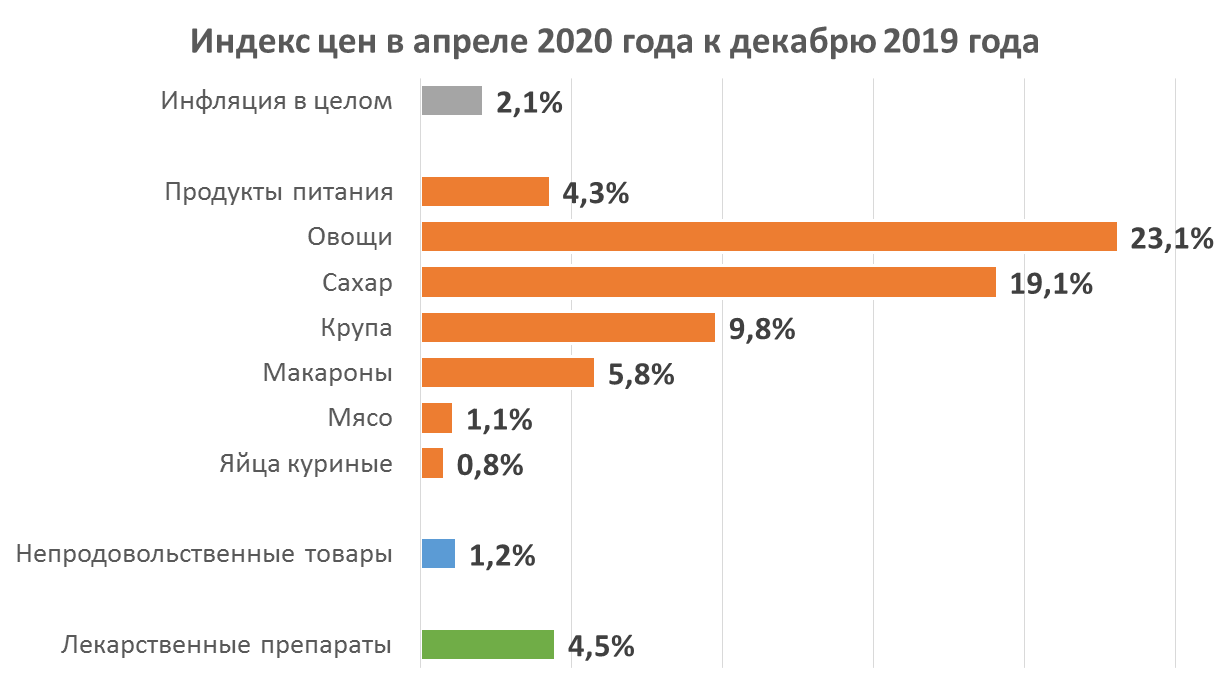 Индекс цен в апреле 2020 года к декабрю 2019 года
Инфляция в целом 2,1%
Продукты питания 4,3%
Овощи 23,1%
Сахар 19,1%
Крупа 9,8%
Макароны 5,8%
Мясо 1,1%
Яйца куриные 0,8%
Непродовольственные товары 1,2%
Лекарственные препараты 4,5%